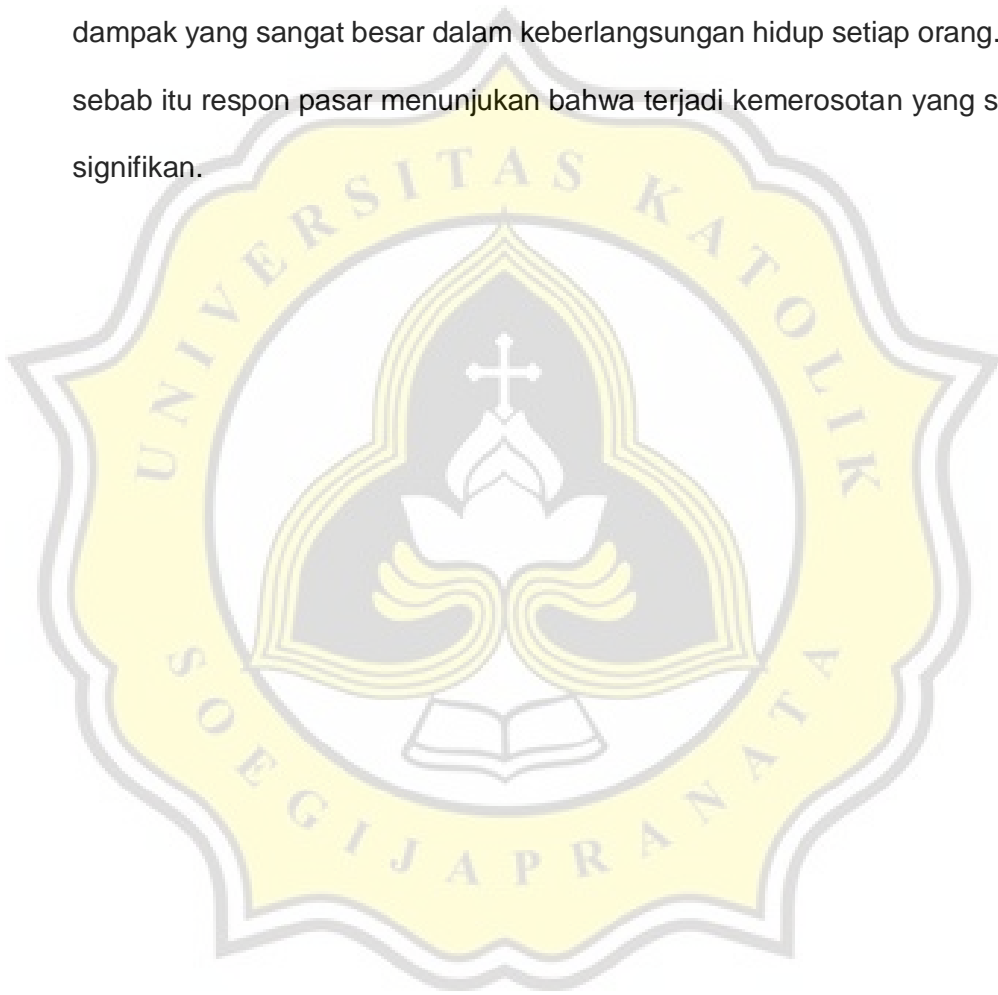 dampak yang sangat besar dalam keberlangsungan hidup setiap orang.
sebab itu respon pasar menunjukan bahwa terjadi kemerosotan yang s
signifikan.
UNIVERSITAS KATOLIK
SOEGIJAPRANATA